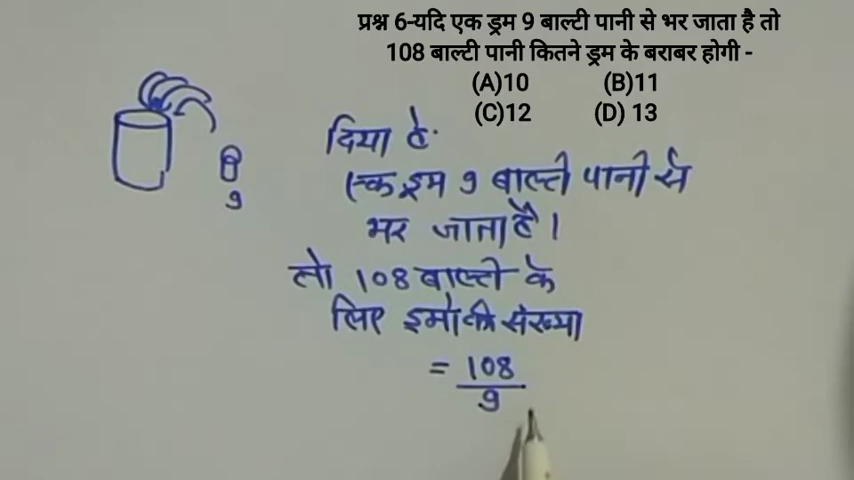 प्रश्न 6-यदि एक ड्रम 9 बाल्टी पानी से भर जाता है तो
108 बाल्टी पानी कितने ड्रम के बराबर होगी -
(A)10 (B)11
(C)12 (D) 13
दिया है.
एक ड्रम 9 बाल्टी पानी से
भर जाता है।
9
तो 108 बाल्टी के
लिए ड्रमों की संख्या
= 108
9